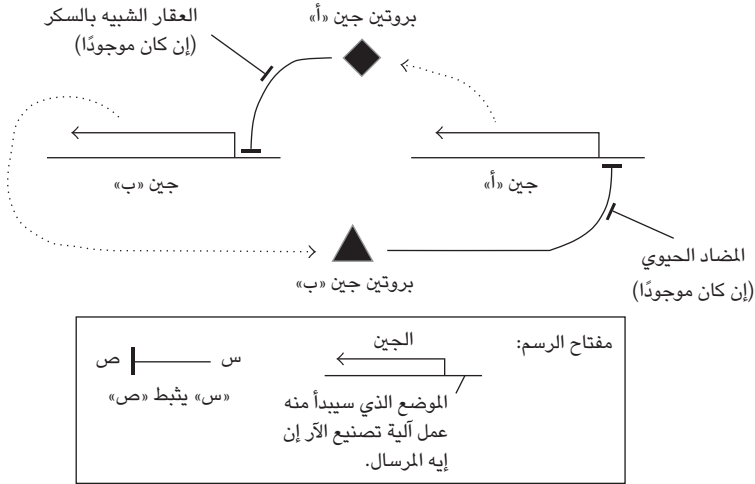 بروتين جين «أ»
العقار الشبيه بالسكر
(إن كان موجودًا)
جين «أ»
جين «ب»
المضاد الحيوي
(إن كان موجودًا)
بروتين جين «ب»
مفتاح الرسم:
الجين
الموضع الذي سيبدأ منه
عمل آلية تصنيع الآر إن
إيه المرسال.
س
ص
«س» يثبط «ص»